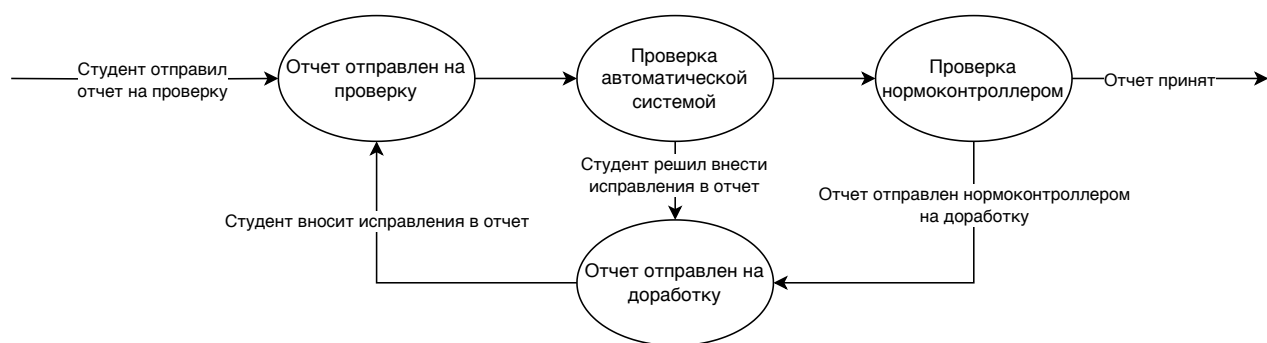 Студент отправил
отчет на проверку
Отчет отправлен на
проверку
Проверка
автоматической
системой
Проверка
нормоконтроллером
Отчет принят
Студент решил внести
исправления в отчет
Отчет отправлен нормоконтроллером
на доработку
Студент вносит исправления в отчет
Отчет отправлен на
доработку